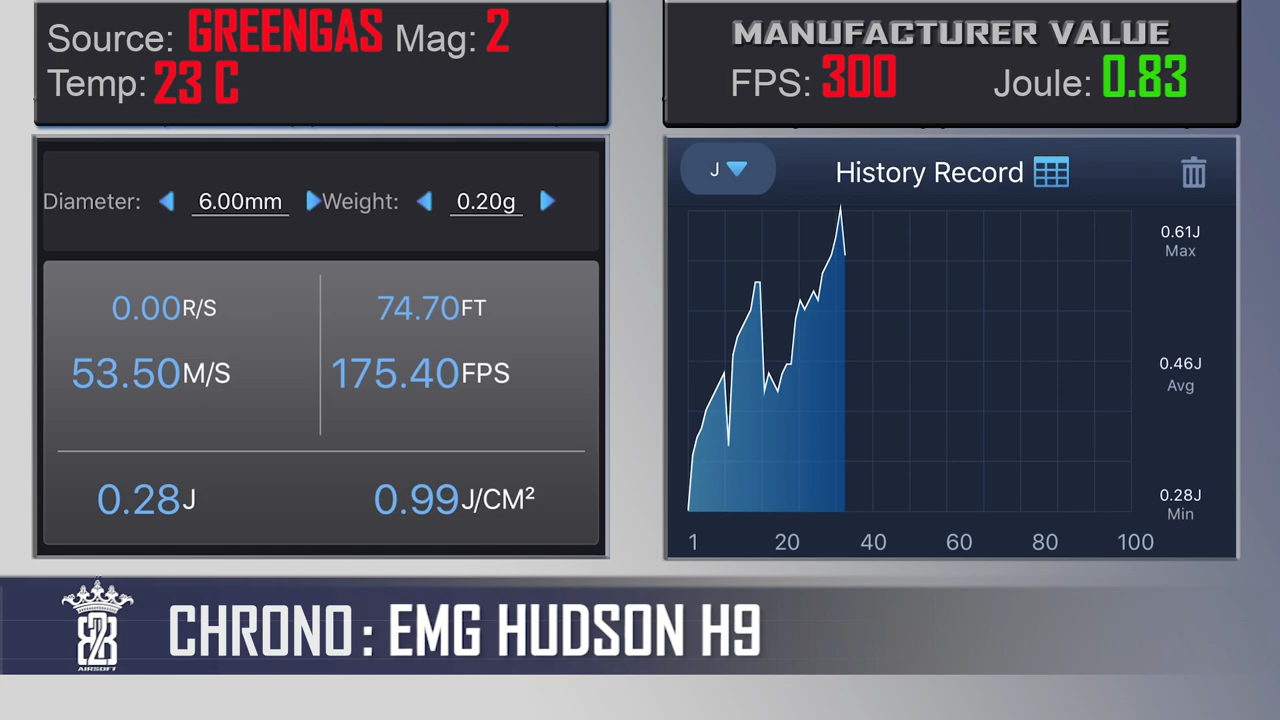 Source: GREENGAS Mag: 2
Temp: 23 C
MANUFACTURER VALUE
FPS: 300 Joule: 0.83
Diameter: 6.00mm Weight: 0.20g
0.00R/S 74.70FT
53.50M/S 175.40FPS
0.28J 0.99J/CM²
J History Record
0.61J
Max
0.46J
Avg
0.28J
Min
1 20 40 60 80 100
AIRSOFT
CHRONO : EMG HUDSON H9